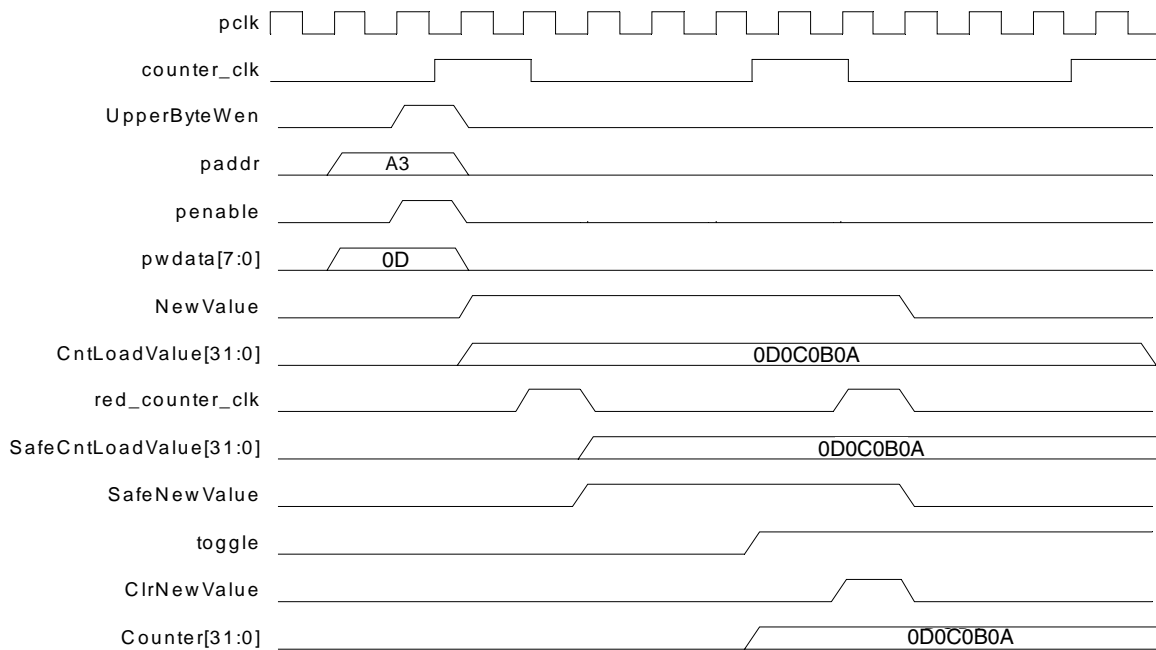 pclk
counter_clk
UpperByteWen
paddr A3
penable
pwdata[7:0] 0D
NewValue
CntLoadValue[31:0] 0D0C0B0A
red_counter_clk
SafeCntLoadValue[31:0] 0D0C0B0A
SafeNewValue
toggle
ClrNewValue
Counter[31:0] 0D0C0B0A